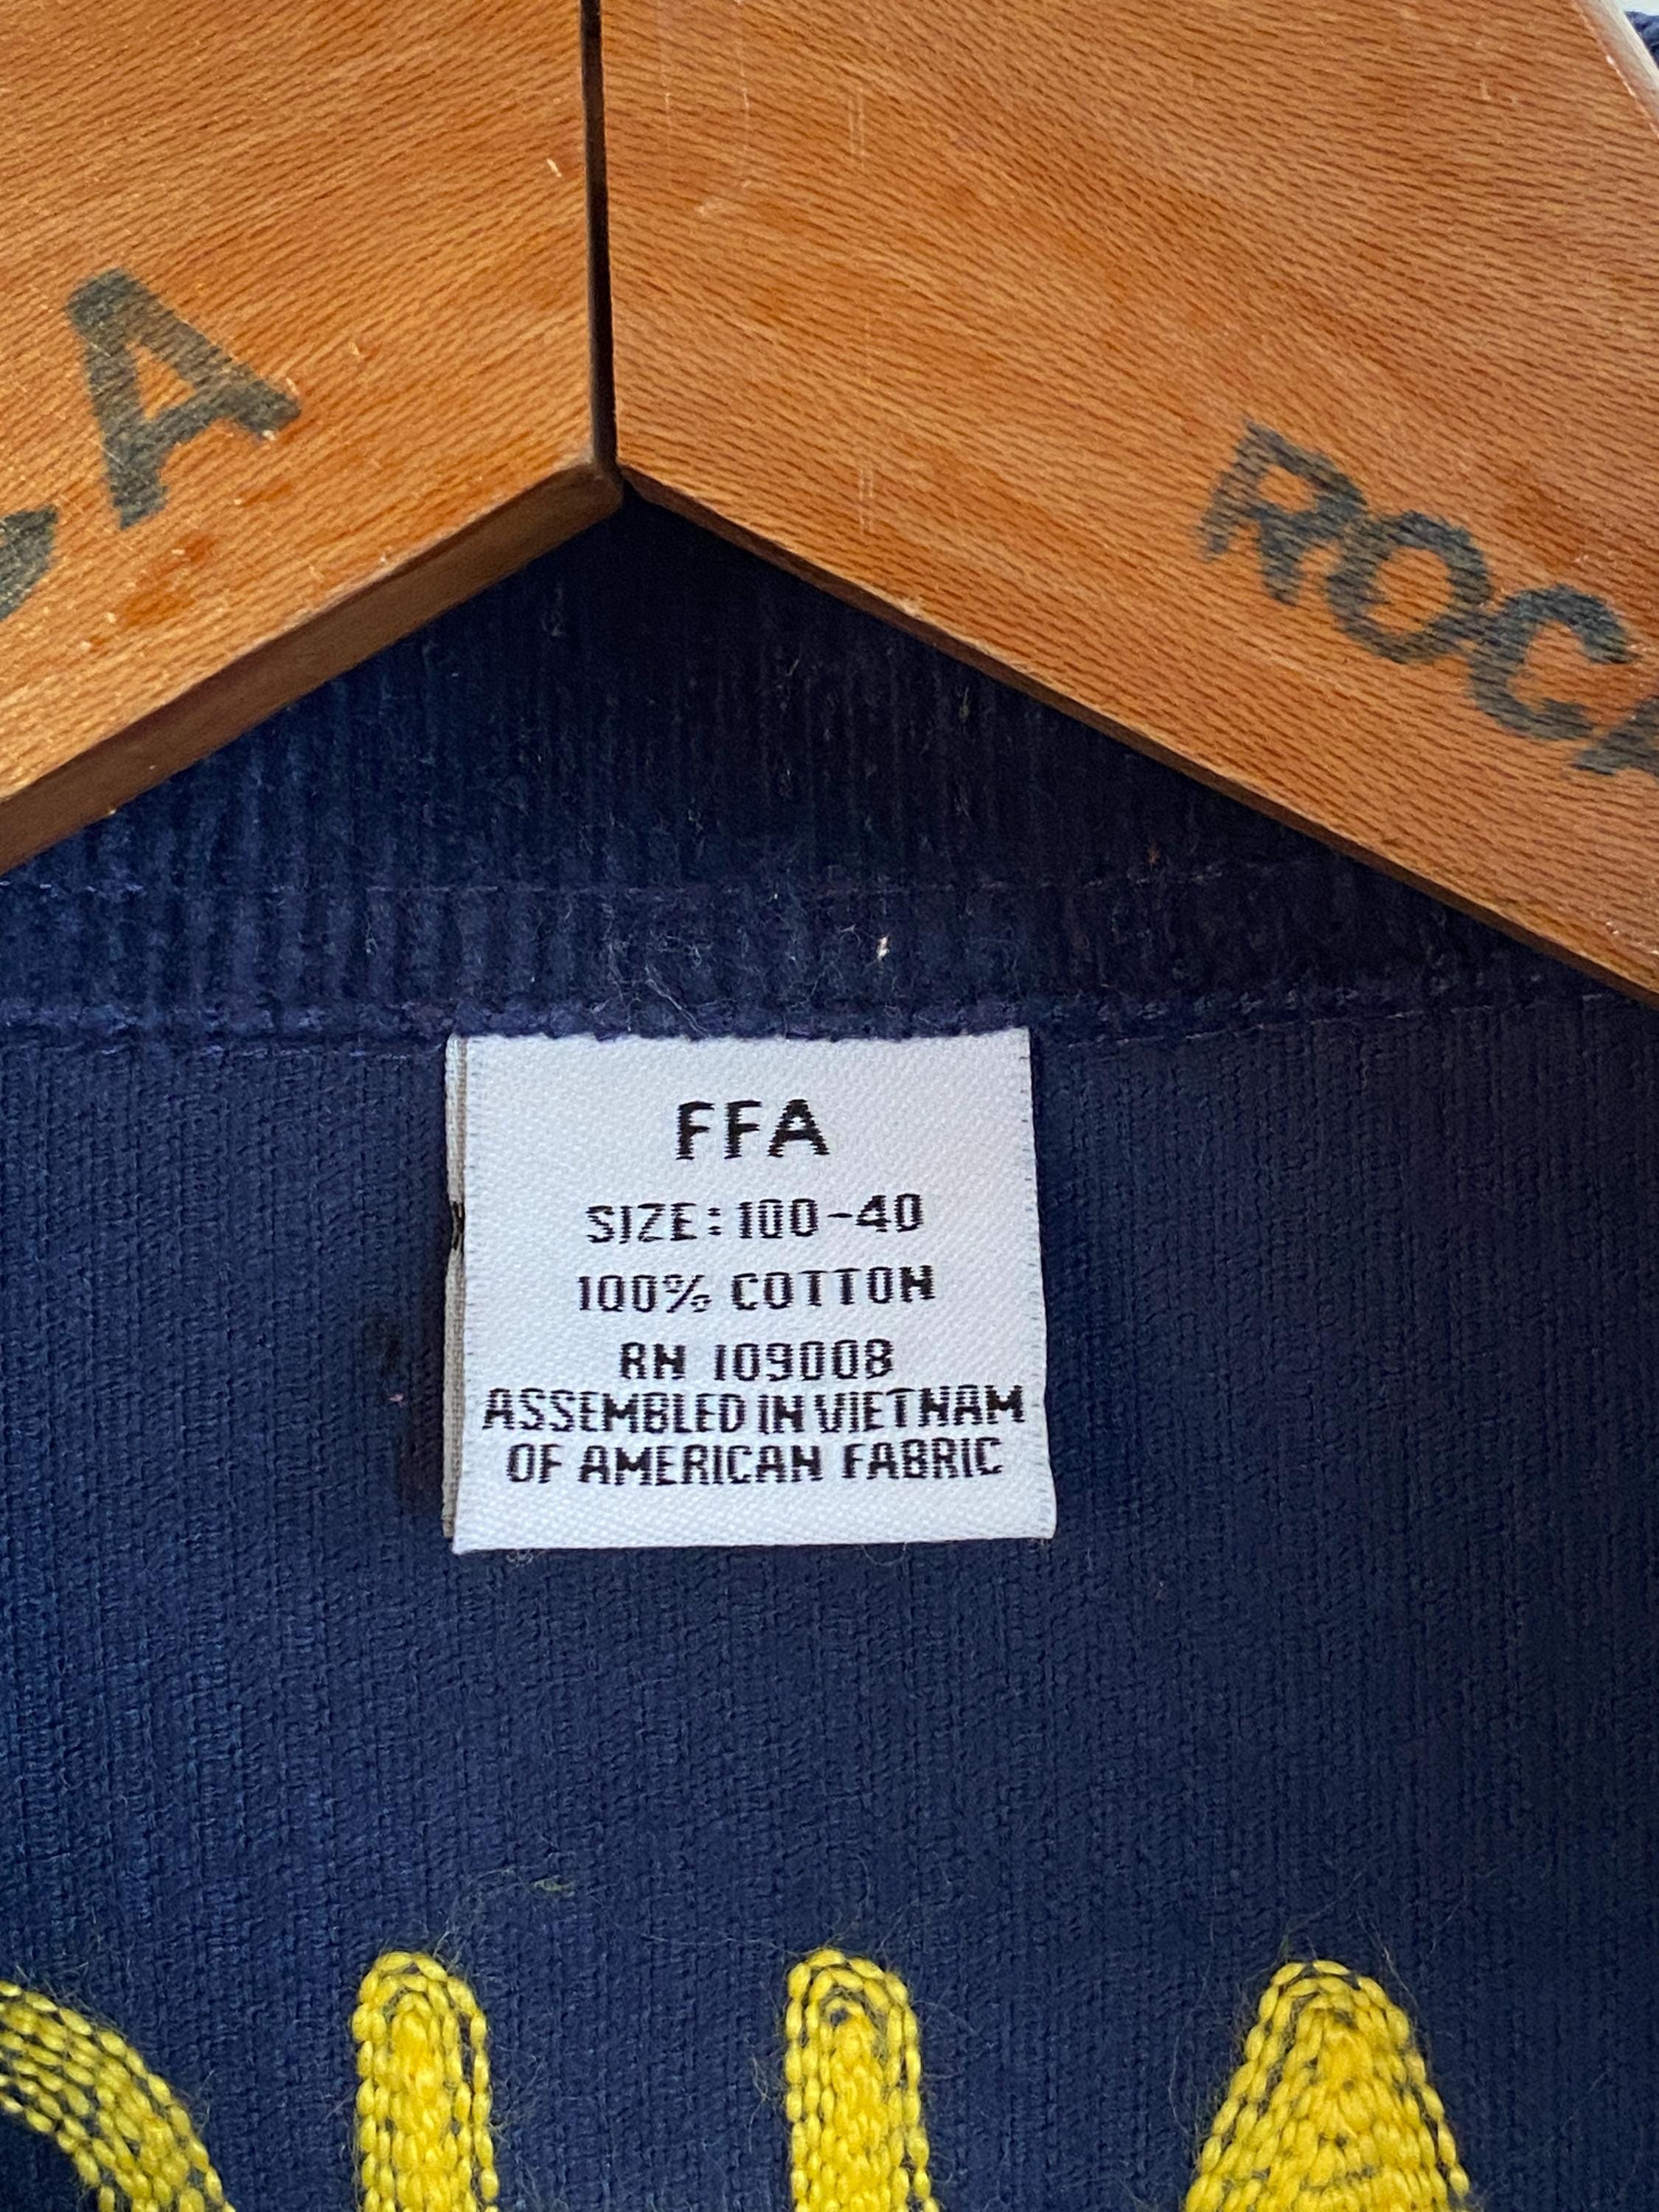 FFA
SIZE: 100-40
100% COTTON
RN 109008
ASSEMBLED IN VIETNAM
OF AMERICAN FABRIC